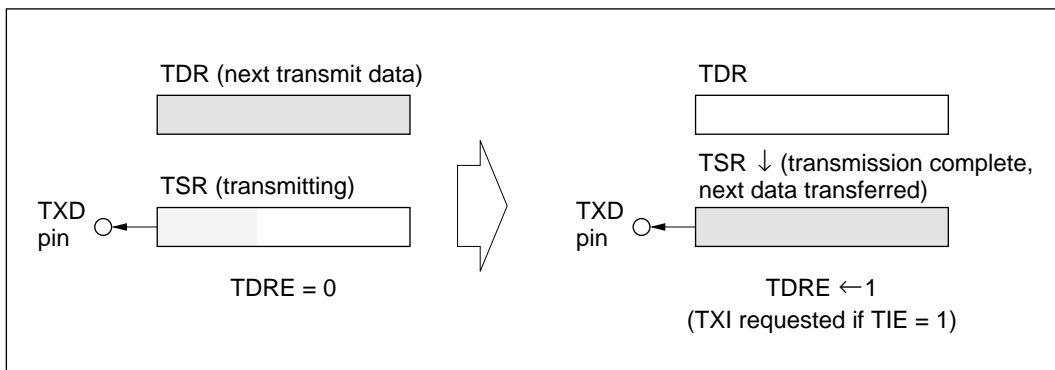 TDR (next transmit data)
TSR (transmitting)
TXD
pin
TDRE = 0
TDR
TSR ↓ (transmission complete,
next data transferred)
TXD
pin
TDRE ←1
(TXI requested if TIE = 1)